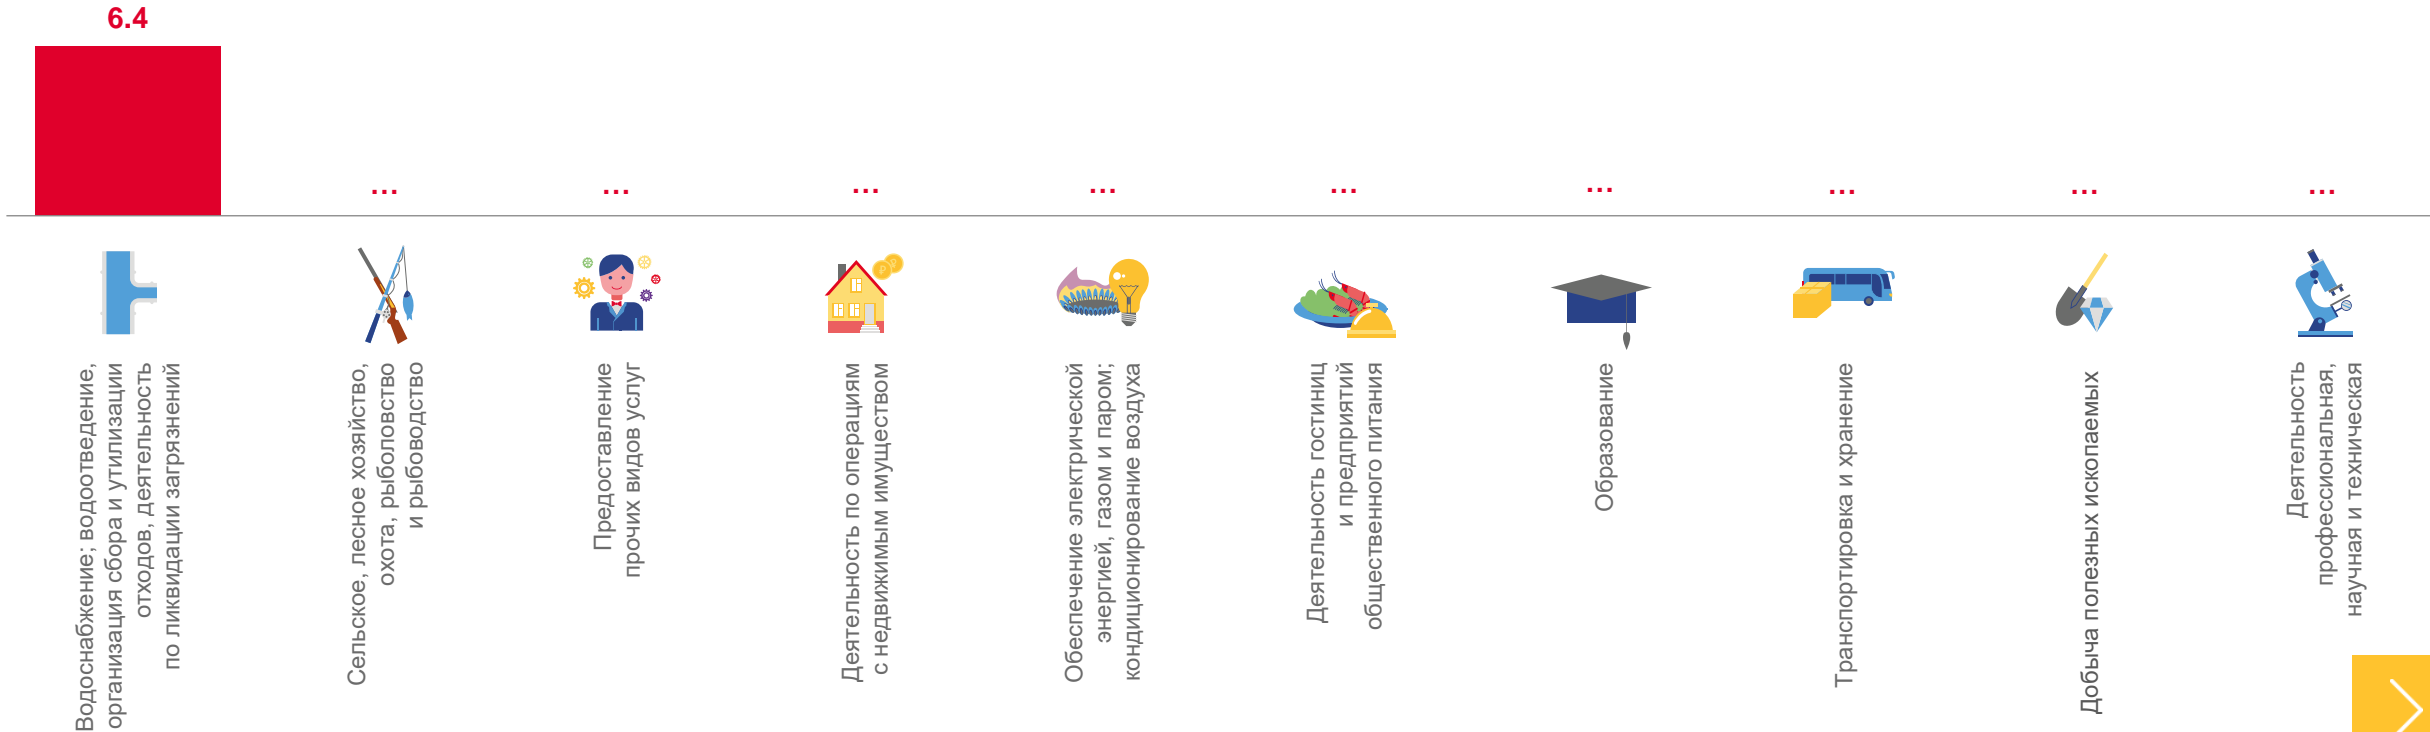 6.4
...
...
...
...
...
...
...
...
...
Водоснабжение; водоотведение,
организация сбора и утилизации
отходов, деятельность
по ликвидации загрязнений
Сельское, лесное хозяйство,
охота, рыболовство
и рыбоводство
Предоставление
прочих видов услуг
Деятельность по операциям
с недвижимым имуществом
Обеспечение электрической
энергией, газом и паром;
кондиционирование воздуха
Деятельность гостиниц
и предприятий
общественного питания
Образование
Транспортировка и хранение
Добыча полезных ископаемых
Деятельность
профессиональная,
научная и техническая